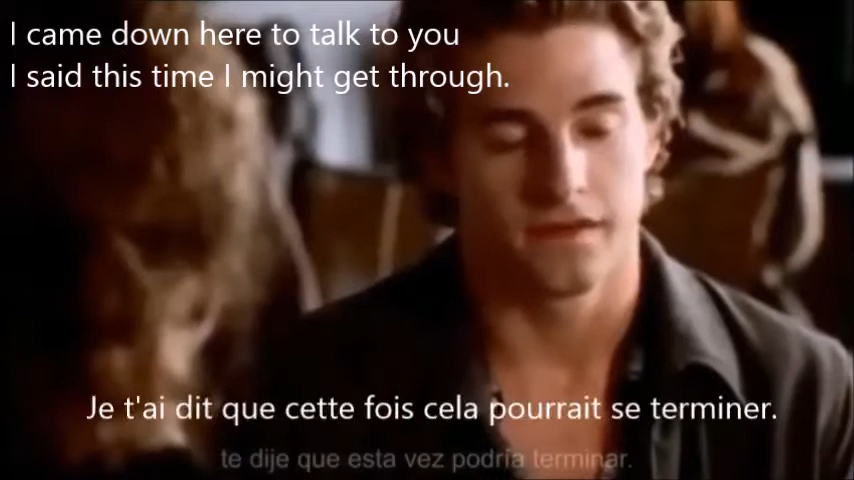 I came down here to talk to you
I said this time I might get through.
Je t'ai dit que cette fois cela pourrait se terminer.
te dije que esta vez podría terminar.